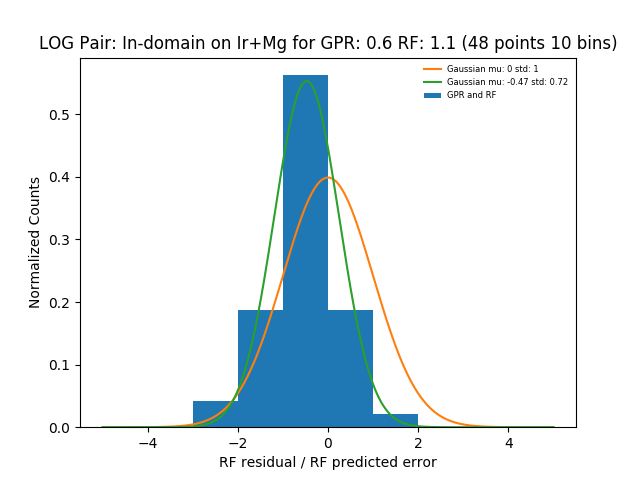 LOG Pair: In-domain on Ir+Mg for GPR: 0.6 RF: 1.1 (48 points 10 bins)
Gaussian mu: 0 std: 1
Gaussian mu: -0.47 std: 0.72
GPR and RF
Normalized Counts
0.5
0.4
0.3
0.2
0.1
0.0
−4 −2 0 2 4
RF residual / RF predicted error